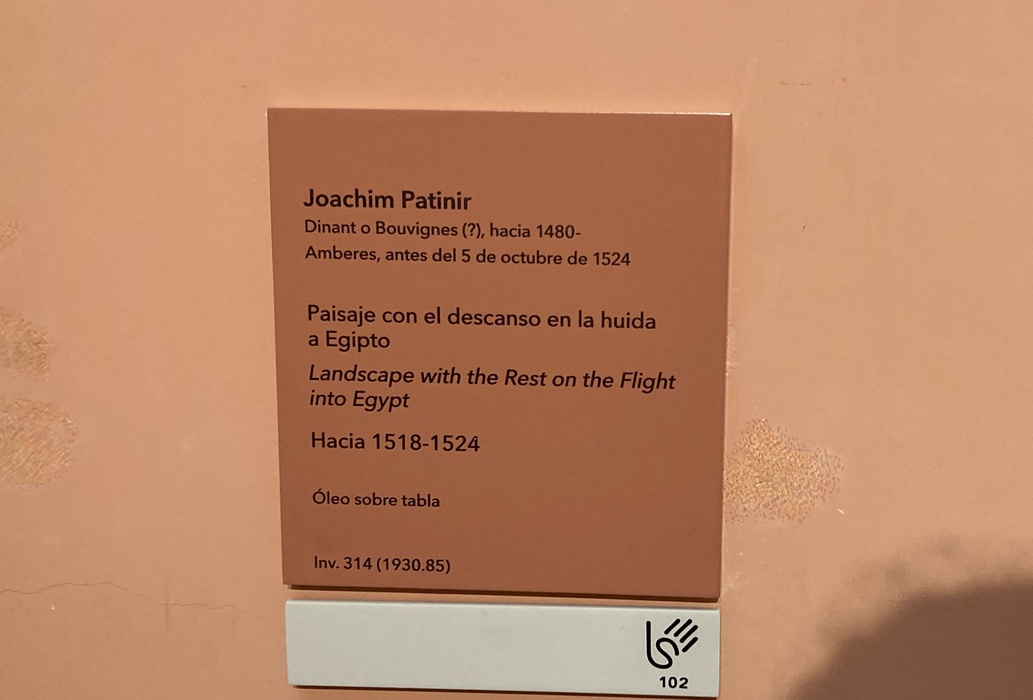 Joachim Patinir
Dinant o Bouvignes (?), hacia 1480-
Amberes, antes del 5 de octubre de 1524
Paisaje con el descanso en la huida
a Egipto
Landscape with the Rest on the Flight
into Egypt
Hacia 1518-1524
Óleo sobre tabla
Inv. 314 (1930.85)
102